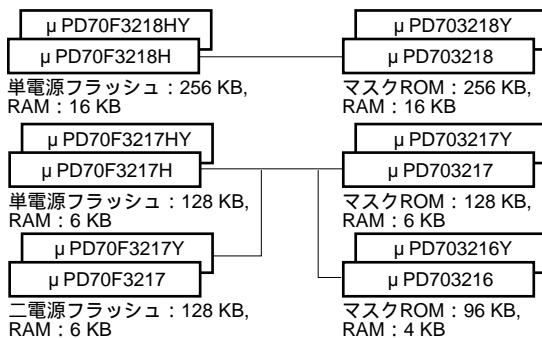 μ PD70F3218HY
μ PD70F3218H
単電源フラッシュ：256 KB,
RAM：16 KB
μ PD703218Y
μ PD703218
マスクROM：256 KB,
RAM：16 KB
μ PD70F3217HY
μ PD70F3217H
単電源フラッシュ：128 KB,
RAM：6 KB
μ PD703217Y
μ PD703217
マスクROM：128 KB,
RAM：6 KB
μ PD70F3217Y
μ PD70F3217
二電源フラッシュ：128 KB,
RAM：6 KB
μ PD703216Y
μ PD703216
マスクROM：96 KB,
RAM：4 KB